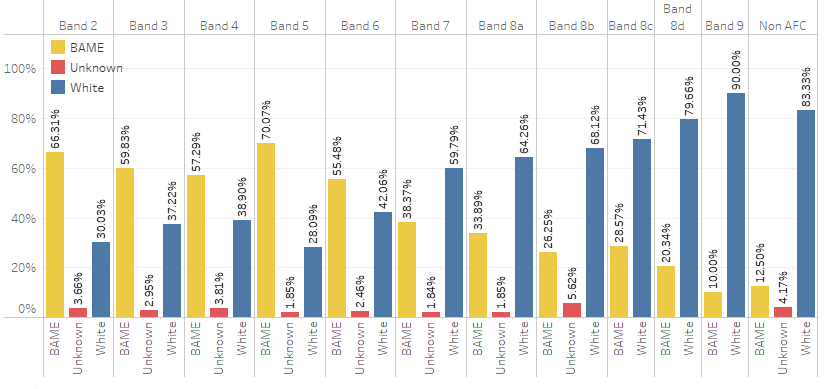 Band 2 Band 3 Band 4 Band 5 Band 6 Band 7 Band 8a Band 8b Band 8c Band 8d Band 9 Non AFC
BAME
Unknown
White
100%
80%
60%
40%
20%
0%
66.31% 3.66% 30.03% 59.83% 2.95% 37.22% 57.29% 3.81% 38.90% 70.07% 1.85% 28.09% 55.48% 2.46% 42.06% 38.37% 1.84% 59.79% 33.89% 1.85% 64.26% 26.25% 5.62% 68.12% 28.57% 71.43% 20.34% 79.66% 10.00% 90.00% 12.50% 4.17% 83.33%
BAME Unknown White BAME Unknown White BAME Unknown White BAME Unknown White BAME Unknown White BAME Unknown White BAME Unknown White BAME Unknown White BAME White BAME White BAME White BAME Unknown White